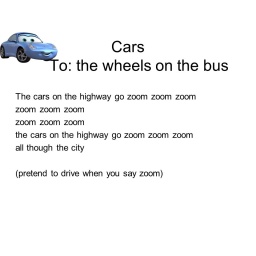 Cars
To: the wheels on the bus
The cars on the highway go zoom zoom zoom
zoom zoom zoom
zoom zoom zoom
the cars on the highway go zoom zoom zoom
all though the city
(pretend to drive when you say zoom)